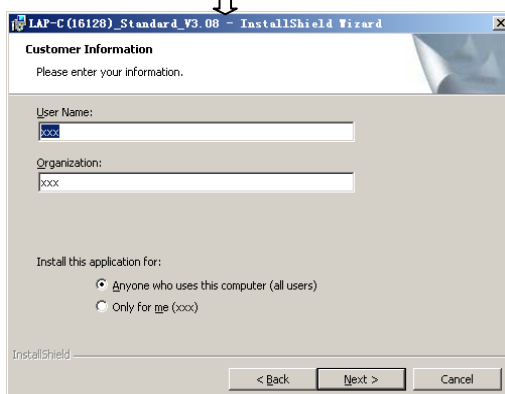 LAP-C(16128)_Standard_V3.08 - InstallShield Wizard
Customer Information
Please enter your information.
User Name:
xxx
Organization:
xxx
Install this application for:
Anyone who uses this computer (all users)
Only for me (xxx)
InstallShield
< Back Next > Cancel